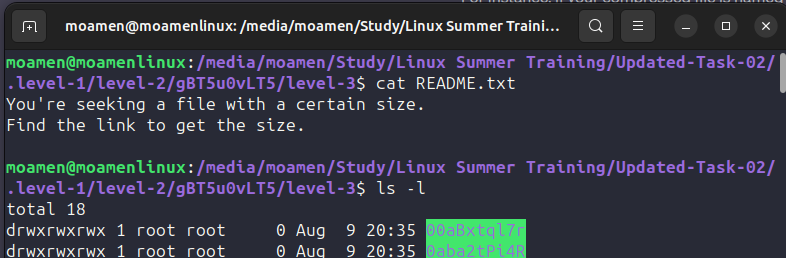 moamen@moamenlinux: /media/moamen/Study/Linux Summer Traini...
moamen@moamenlinux:/media/moamen/Study/Linux Summer Training/Updated-Task-02/
.level-1/level-2/gBT5u0vLT5/level-3$ cat README.txt
You're seeking a file with a certain size.
Find the link to get the size.
moamen@moamenlinux:/media/moamen/Study/Linux Summer Training/Updated-Task-02/
.level-1/level-2/gBT5u0vLT5/level-3$ ls -l
total 18
drwxrwxrwx 1 root root 0 Aug 9 20:35 00aBxtql7r
drwxrwxrwx 1 root root 0 Aug 9 20:35 0aba2tPi4R